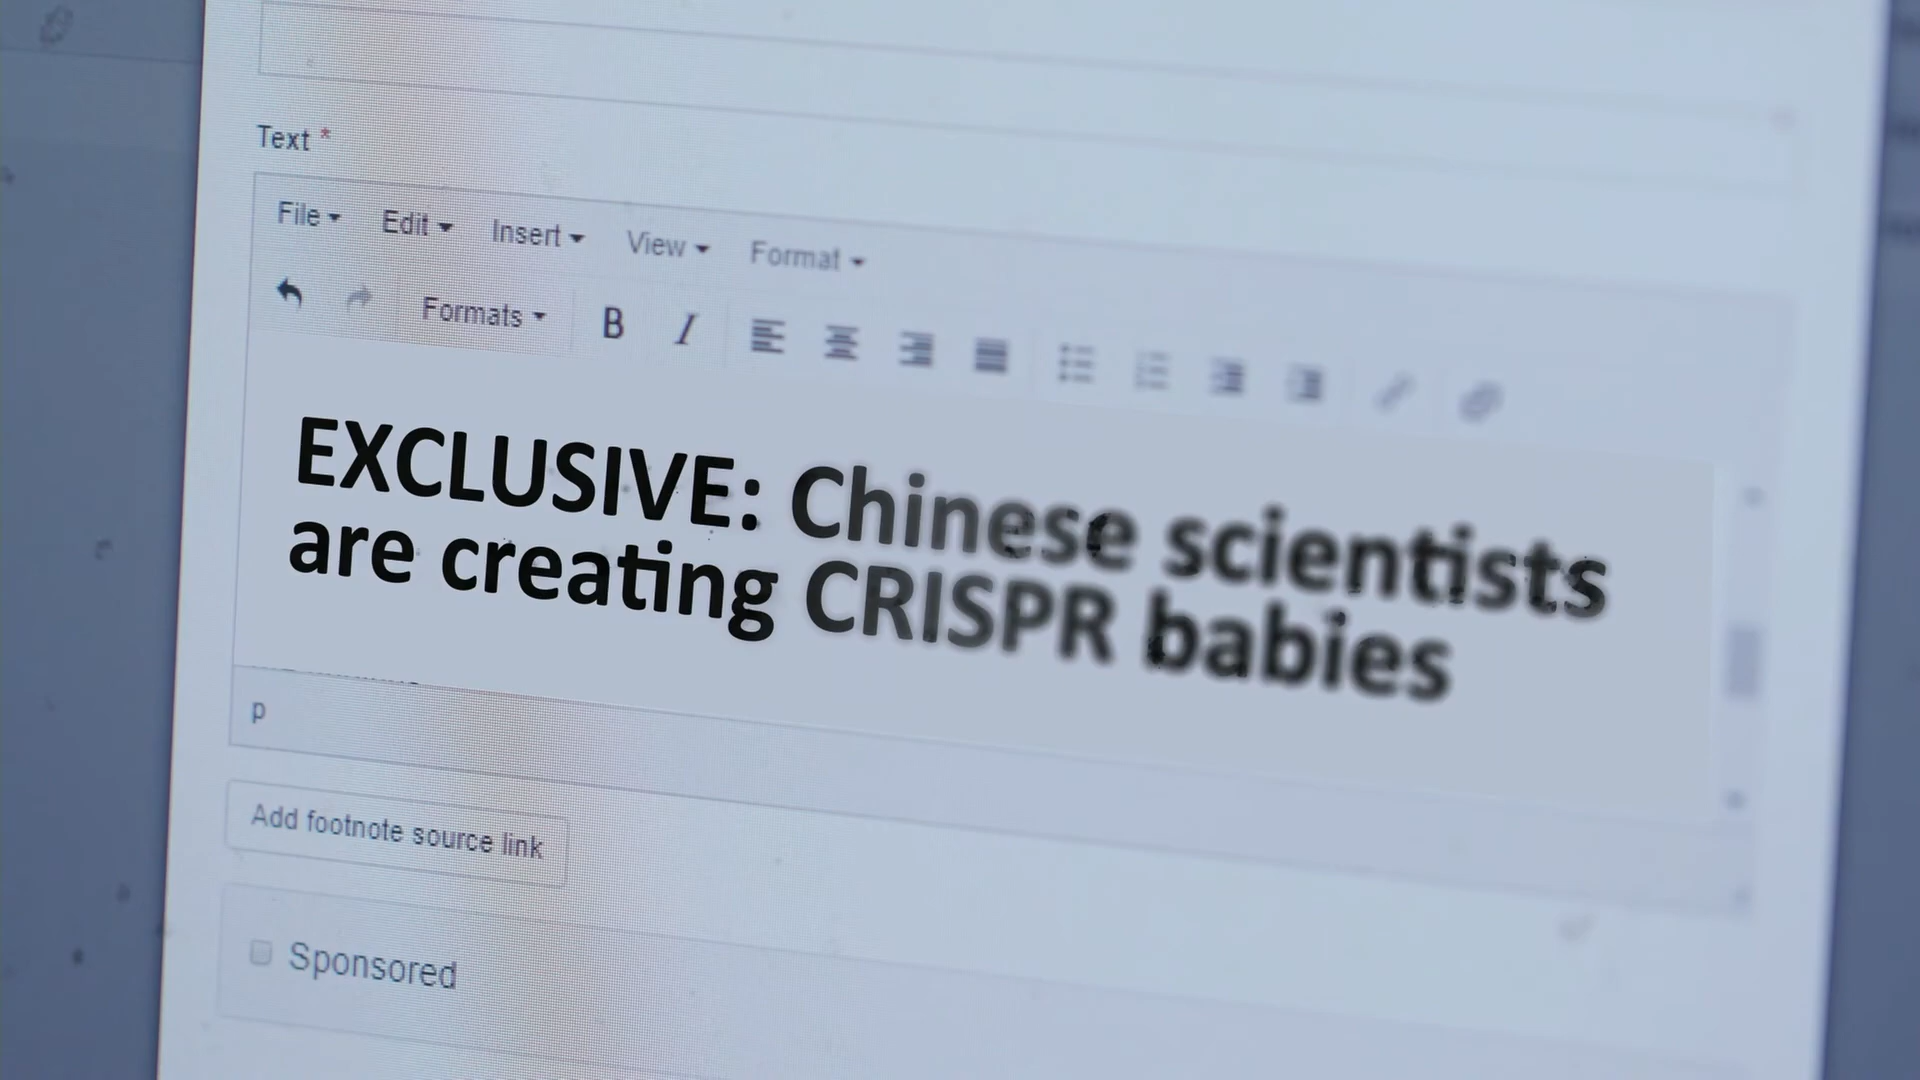 Text *
File Edit Insert View Format
Formats B I
EXCLUSIVE: Chinese scientists
are creating CRISPR babies
p
Add footnote source link
Sponsored